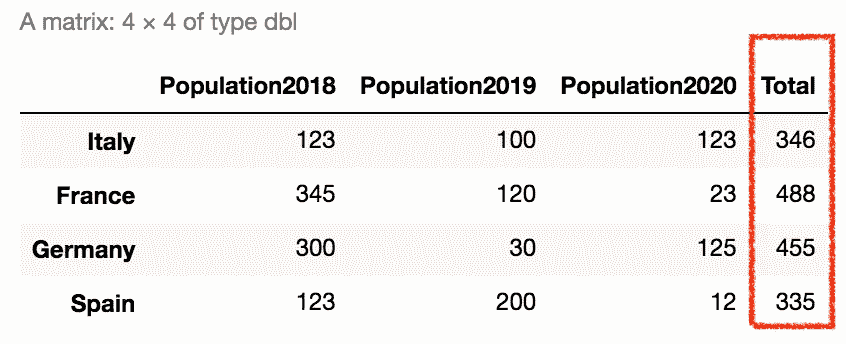 A matrix: 4 × 4 of type dbl
Population2018 Population2019 Population2020 Total
Italy 123 100 123 346
France 345 120 23 488
Germany 300 30 125 455
Spain 123 200 12 335